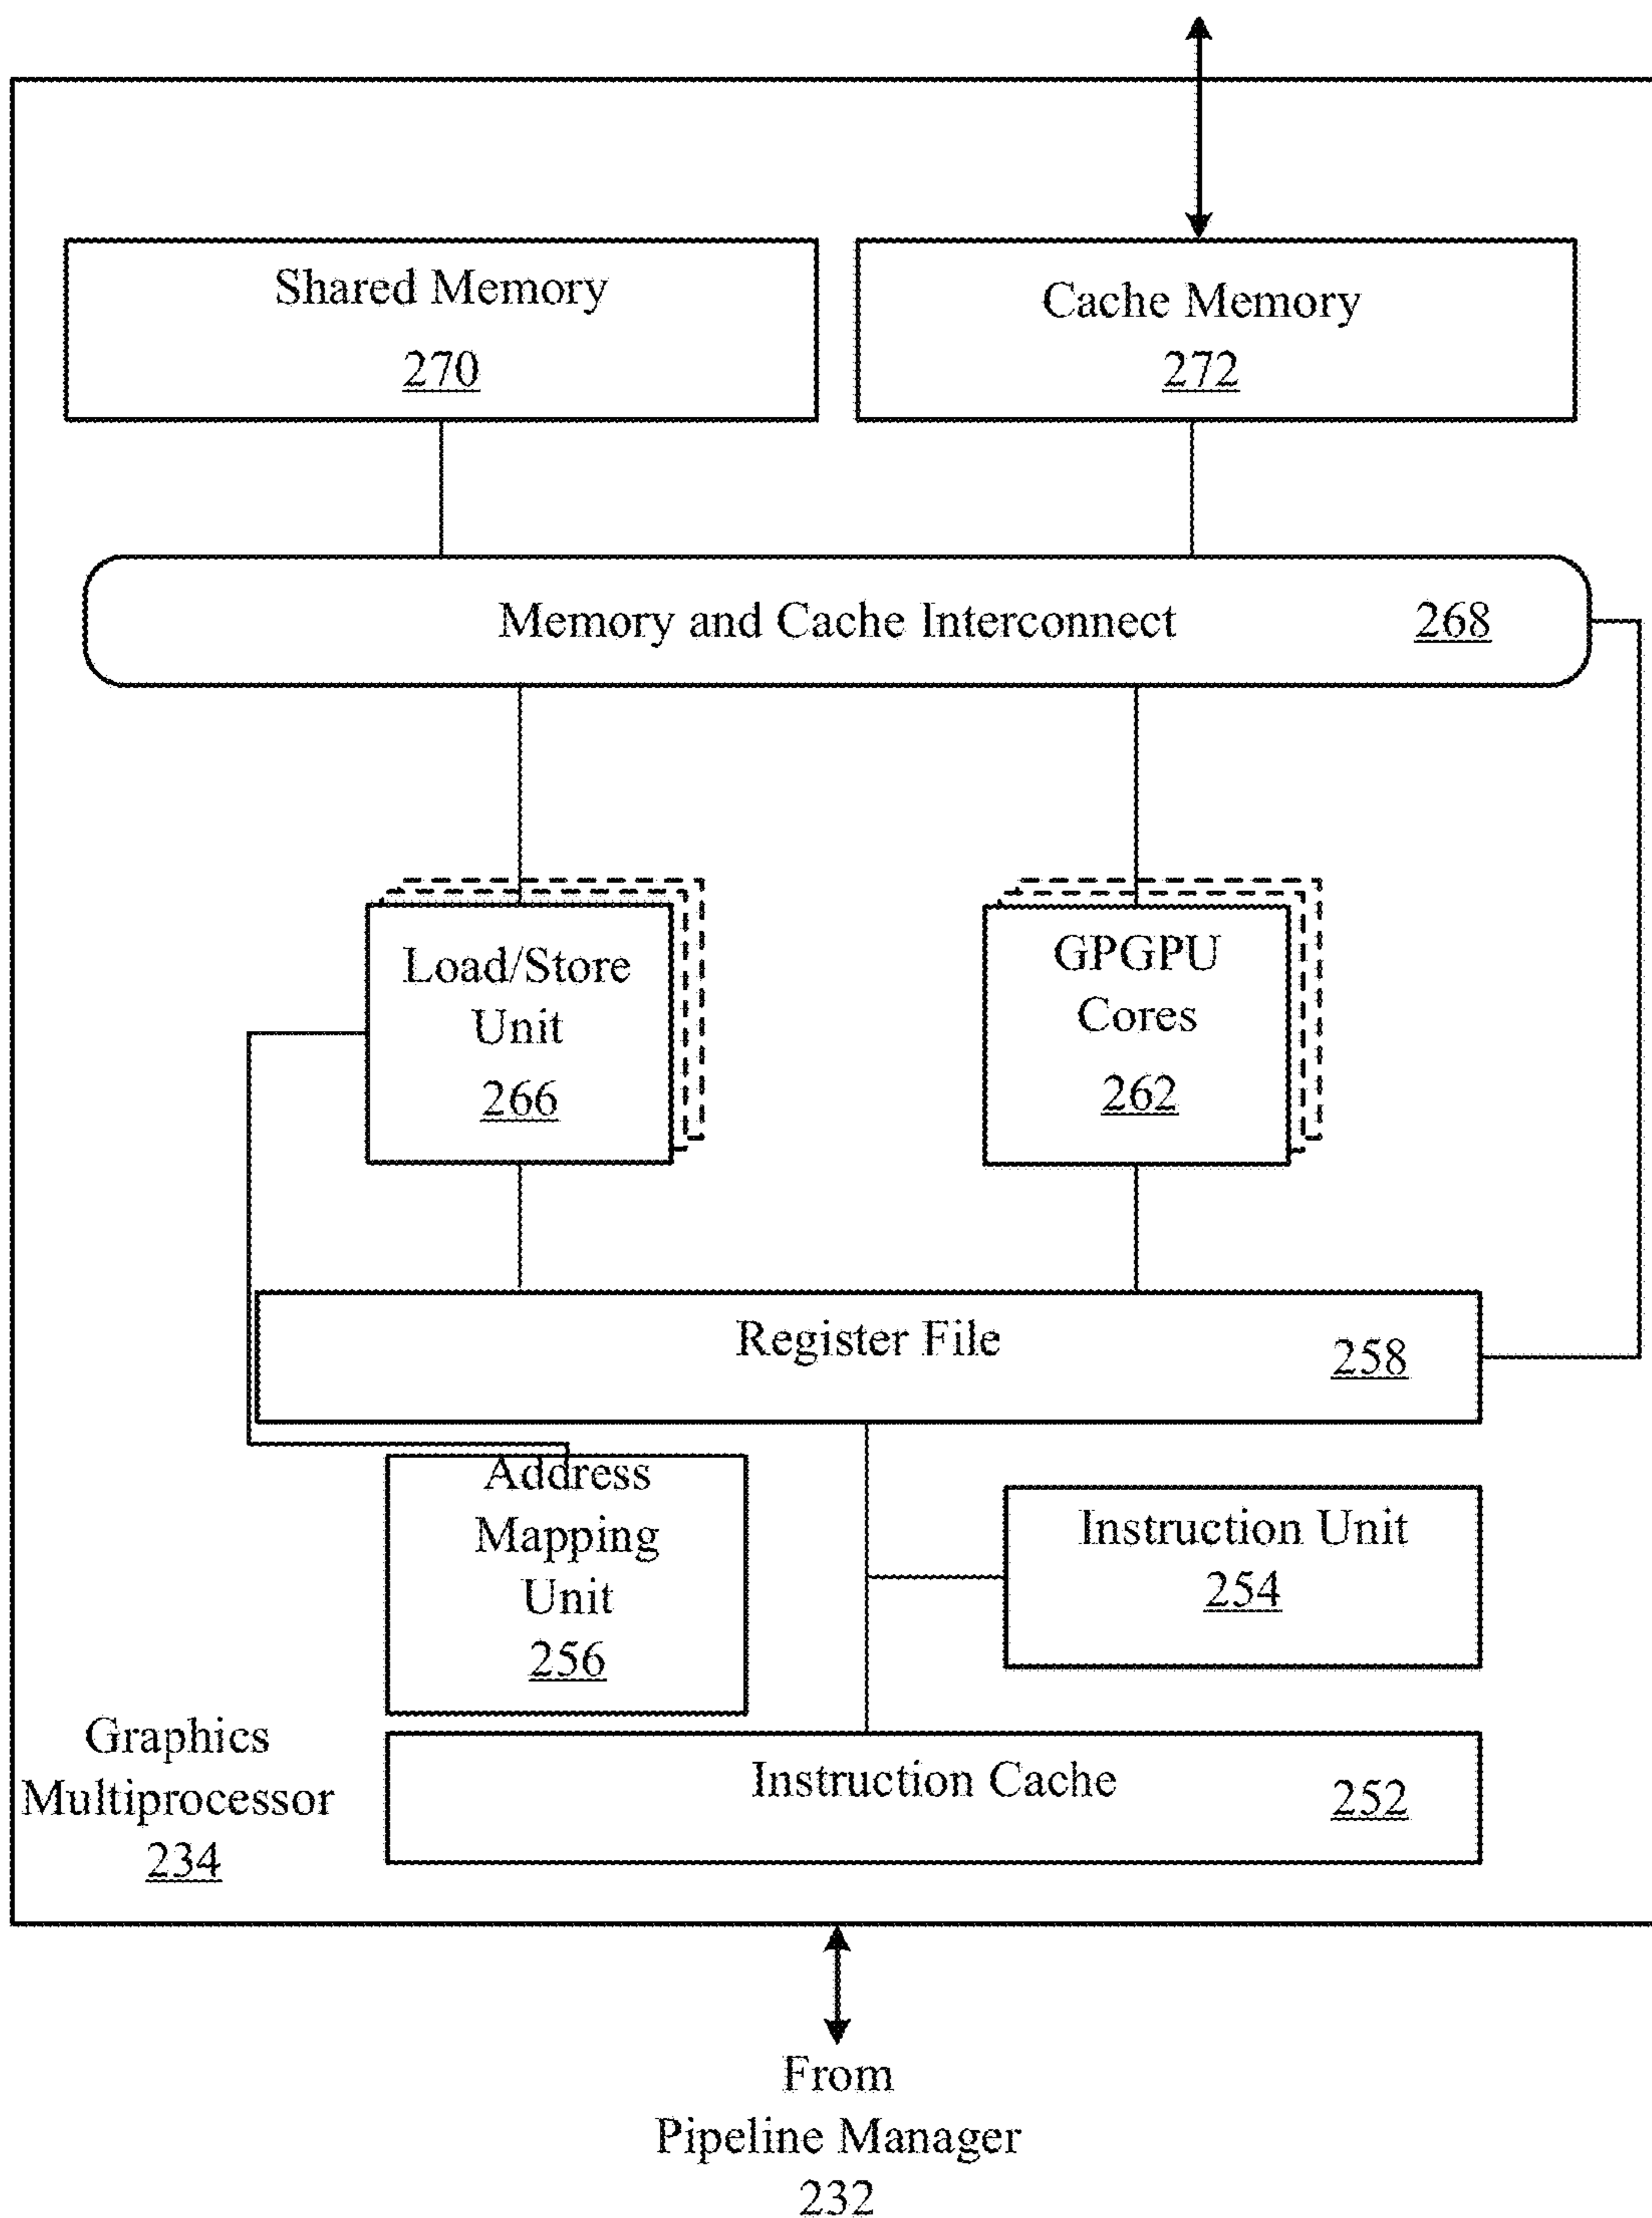 Shared Memory
270
Cache Memory
272
Memory and Cache Interconnect 268
Load/Store
Unit
266
GPGPU
Cores
262
Register File 258
Address
Mapping
Unit
256
Instruction Unit
254
Graphics
Multiprocessor
234
Instruction Cache 252
From
Pipeline Manager
232